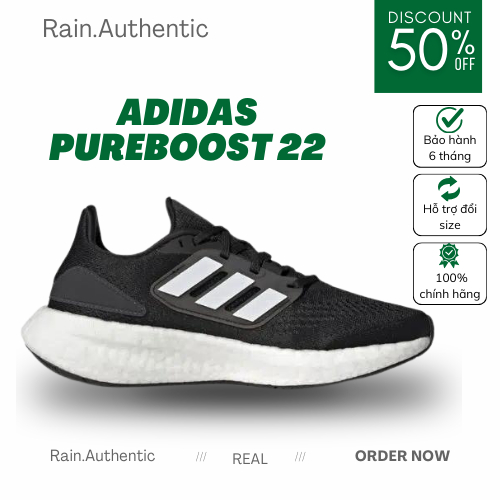 Rain.Authentic
DISCOUNT
50%
OFF
ADIDAS
PUREBOOST 22
Bảo hành
6 tháng
Hỗ trợ đổi
size
100%
chính hãng
Rain.Authentic
///
REAL
///
ORDER NOW